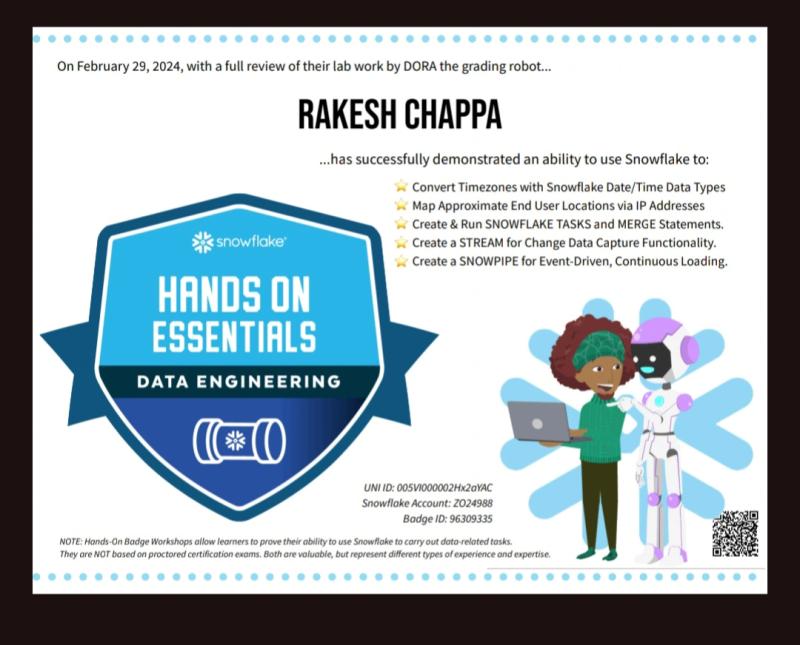 On February 29, 2024, with a full review of their lab work by DORA the grading robot...
RAKESH CHAPPA
...has successfully demonstrated an ability to use Snowflake to:
Convert Timezones with Snowflake Date/Time Data Types
Map Approximate End User Locations via IP Addresses
Create & Run SNOWFLAKE TASKS and MERGE Statements.
Create a STREAM for Change Data Capture Functionality.
Create a SNOWPIPE for Event-Driven, Continuous Loading.
snowflake®
HANDS ON
ESSENTIALS
DATA ENGINEERING
UNI ID: 005VI000002Hx2aYAC
Snowflake Account: ZO24988
Badge ID: 96309335
NOTE: Hands-On Badge Workshops allow learners to prove their ability to use Snowflake to carry out data-related tasks.
They are NOT based on proctored certification exams. Both are valuable, but represent different types of experience and expertise.